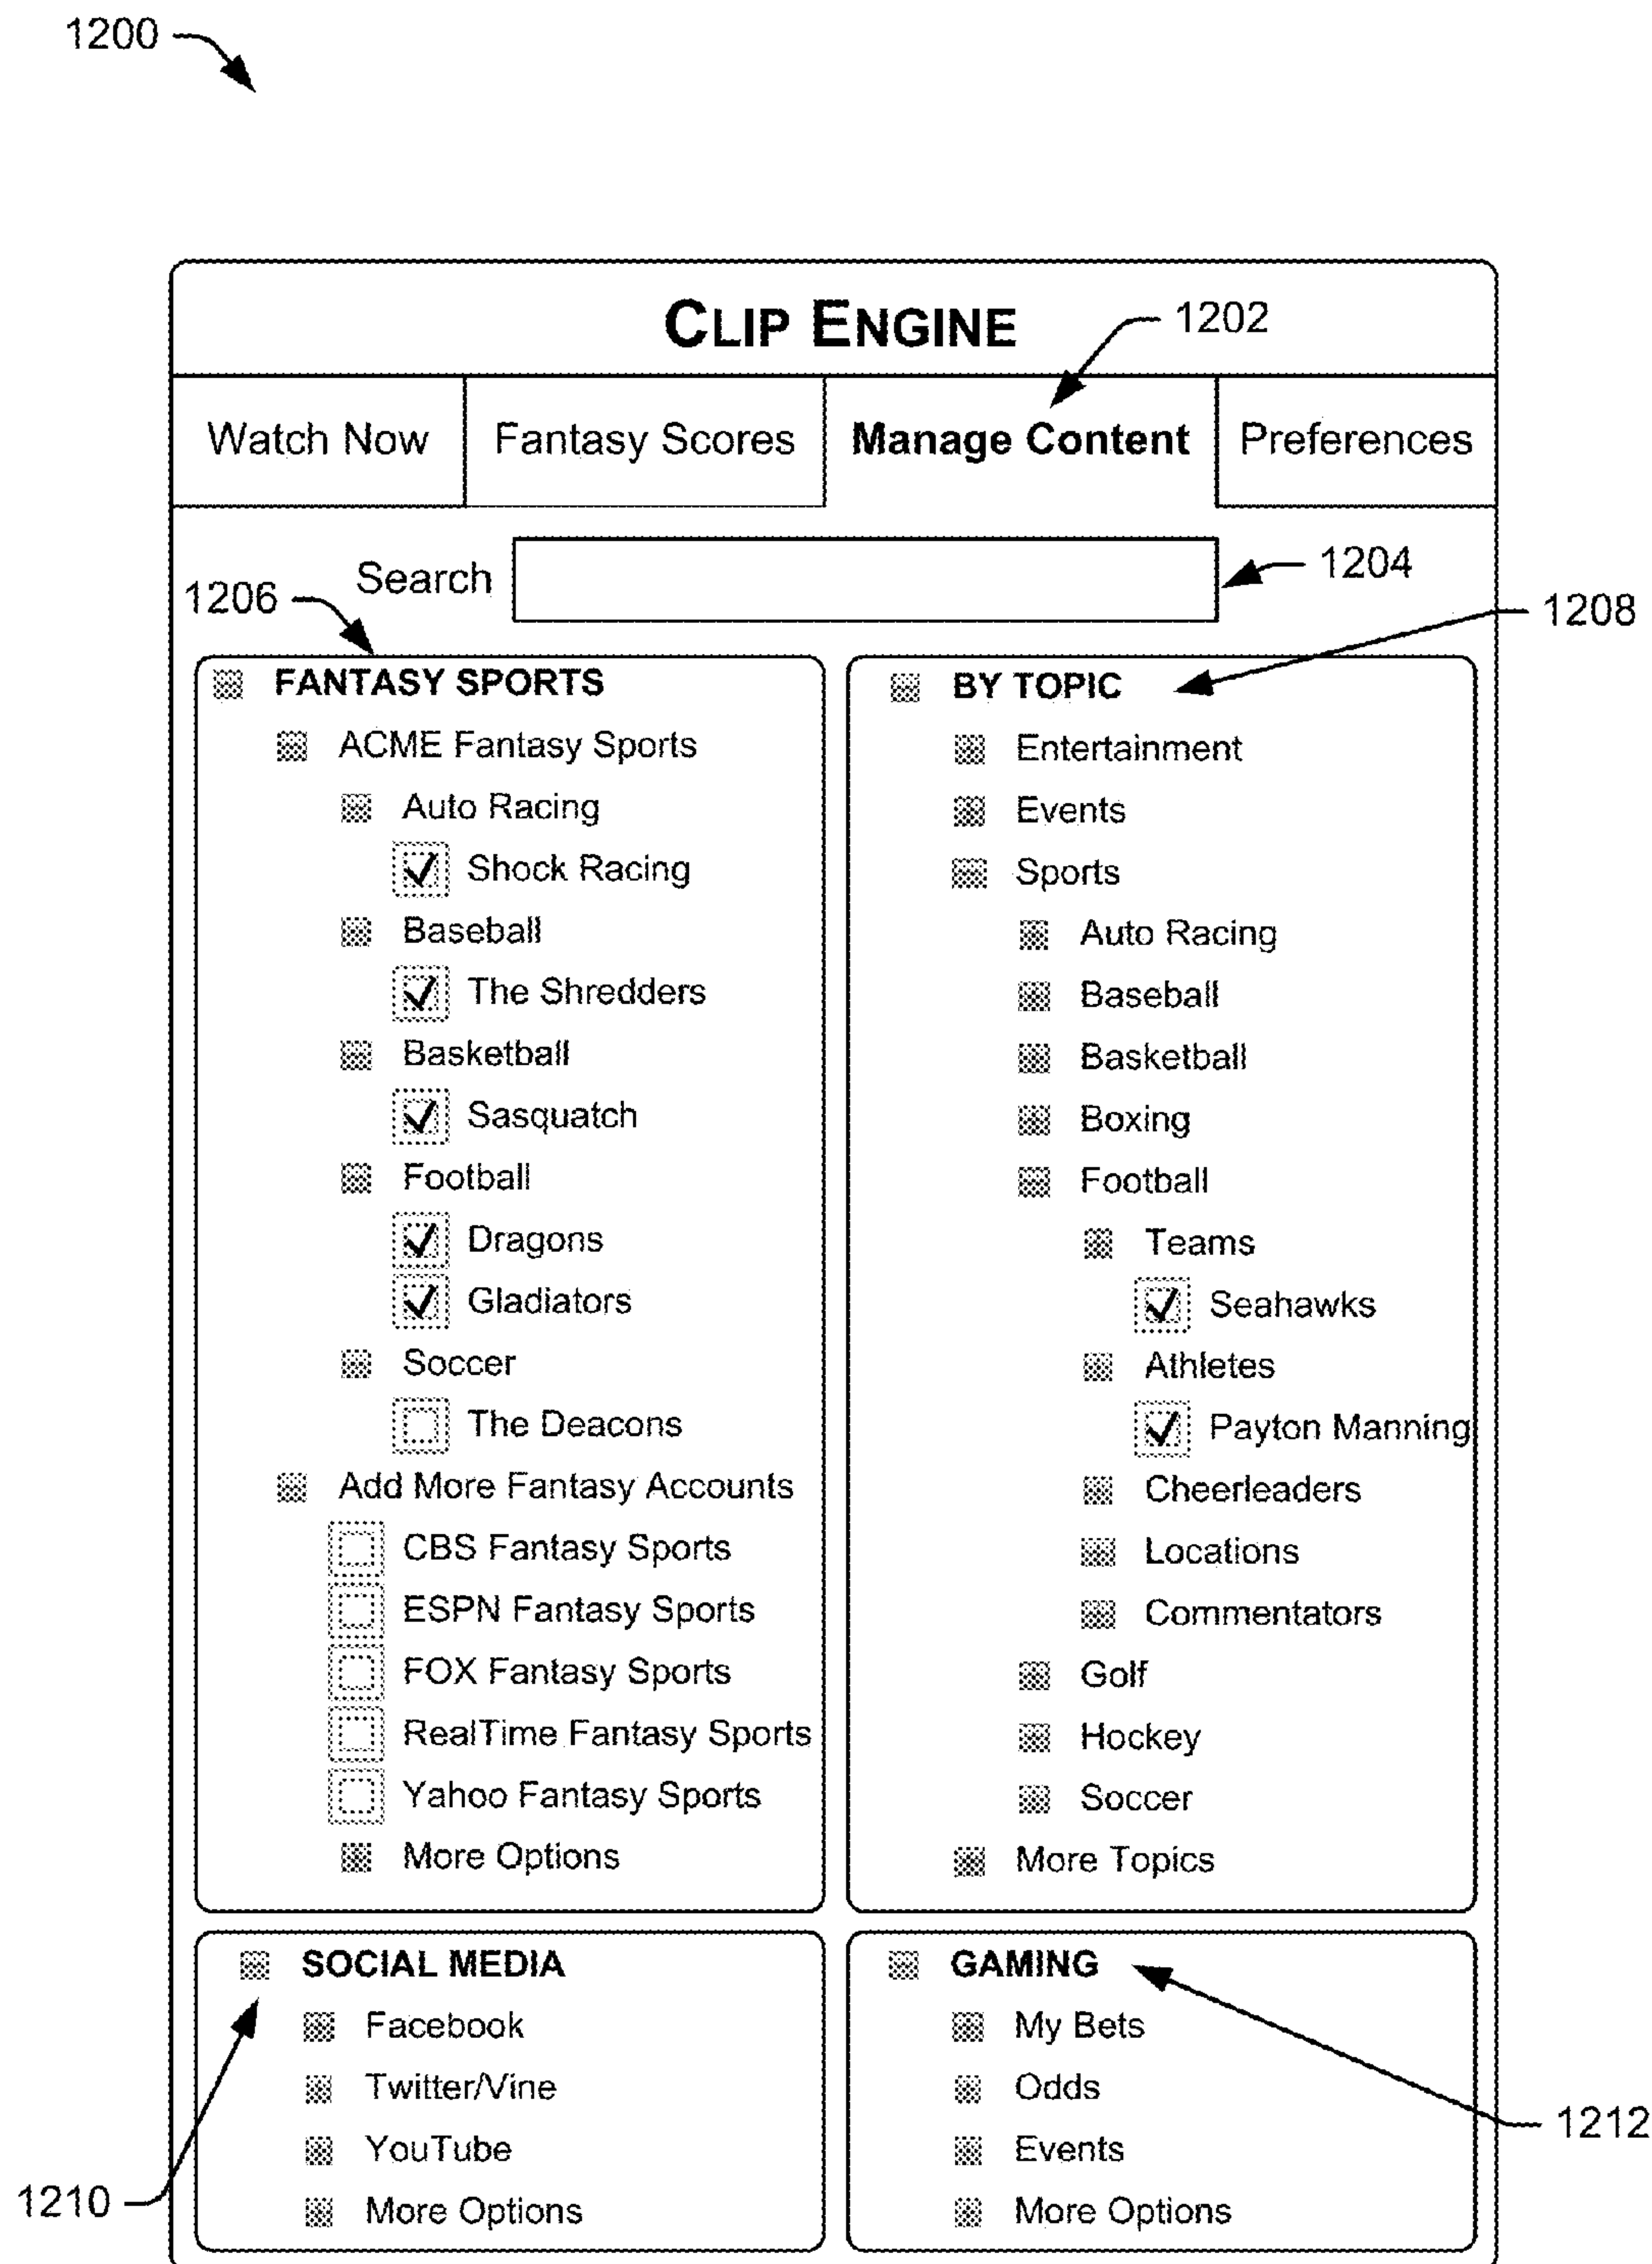 1200
CLIP ENGINE
1202
Watch Now
Fantasy Scores
Manage Content
Preferences
Search
1204
1206
1208
FANTASY SPORTS
ACME Fantasy Sports
Auto Racing
Shock Racing
Baseball
The Shredders
Basketball
Sasquatch
Football
Dragons
Gladiators
Soccer
The Deacons
Add More Fantasy Accounts
CBS Fantasy Sports
ESPN Fantasy Sports
FOX Fantasy Sports
RealTime Fantasy Sports
Yahoo Fantasy Sports
More Options
BY TOPIC
Entertainment
Events
Sports
Auto Racing
Baseball
Basketball
Boxing
Football
Teams
Seahawks
Athletes
Payton Manning
Cheerleaders
Locations
Commentators
Golf
Hockey
Soccer
More Topics
SOCIAL MEDIA
Facebook
Twitter/Vine
YouTube
More Options
1210
GAMING
My Bets
Odds
Events
More Options
1212